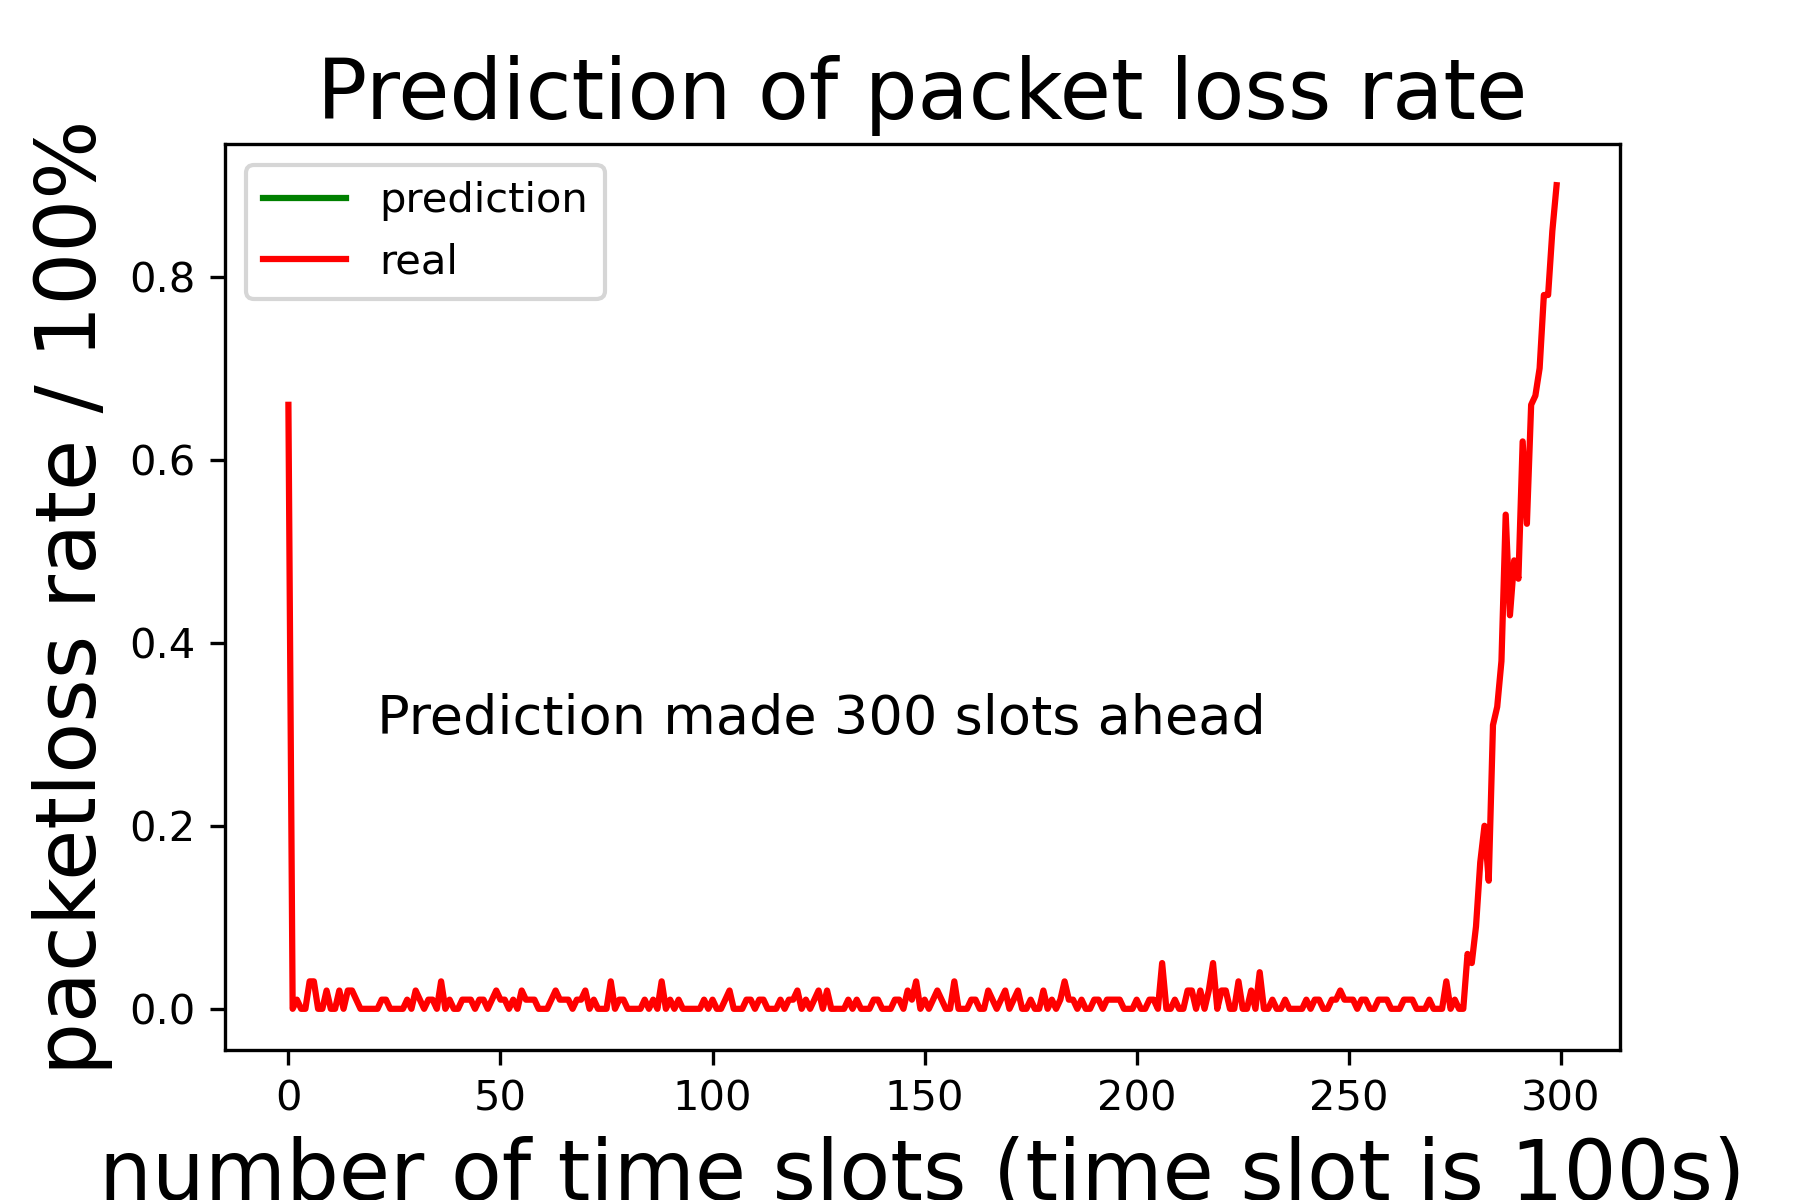 Prediction of packet loss rate
packetloss rate / 100%
prediction
real
0.8
0.6
0.4
0.2
0.0
Prediction made 300 slots ahead
0 50 100 150 200 250 300
number of time slots (time slot is 100s)